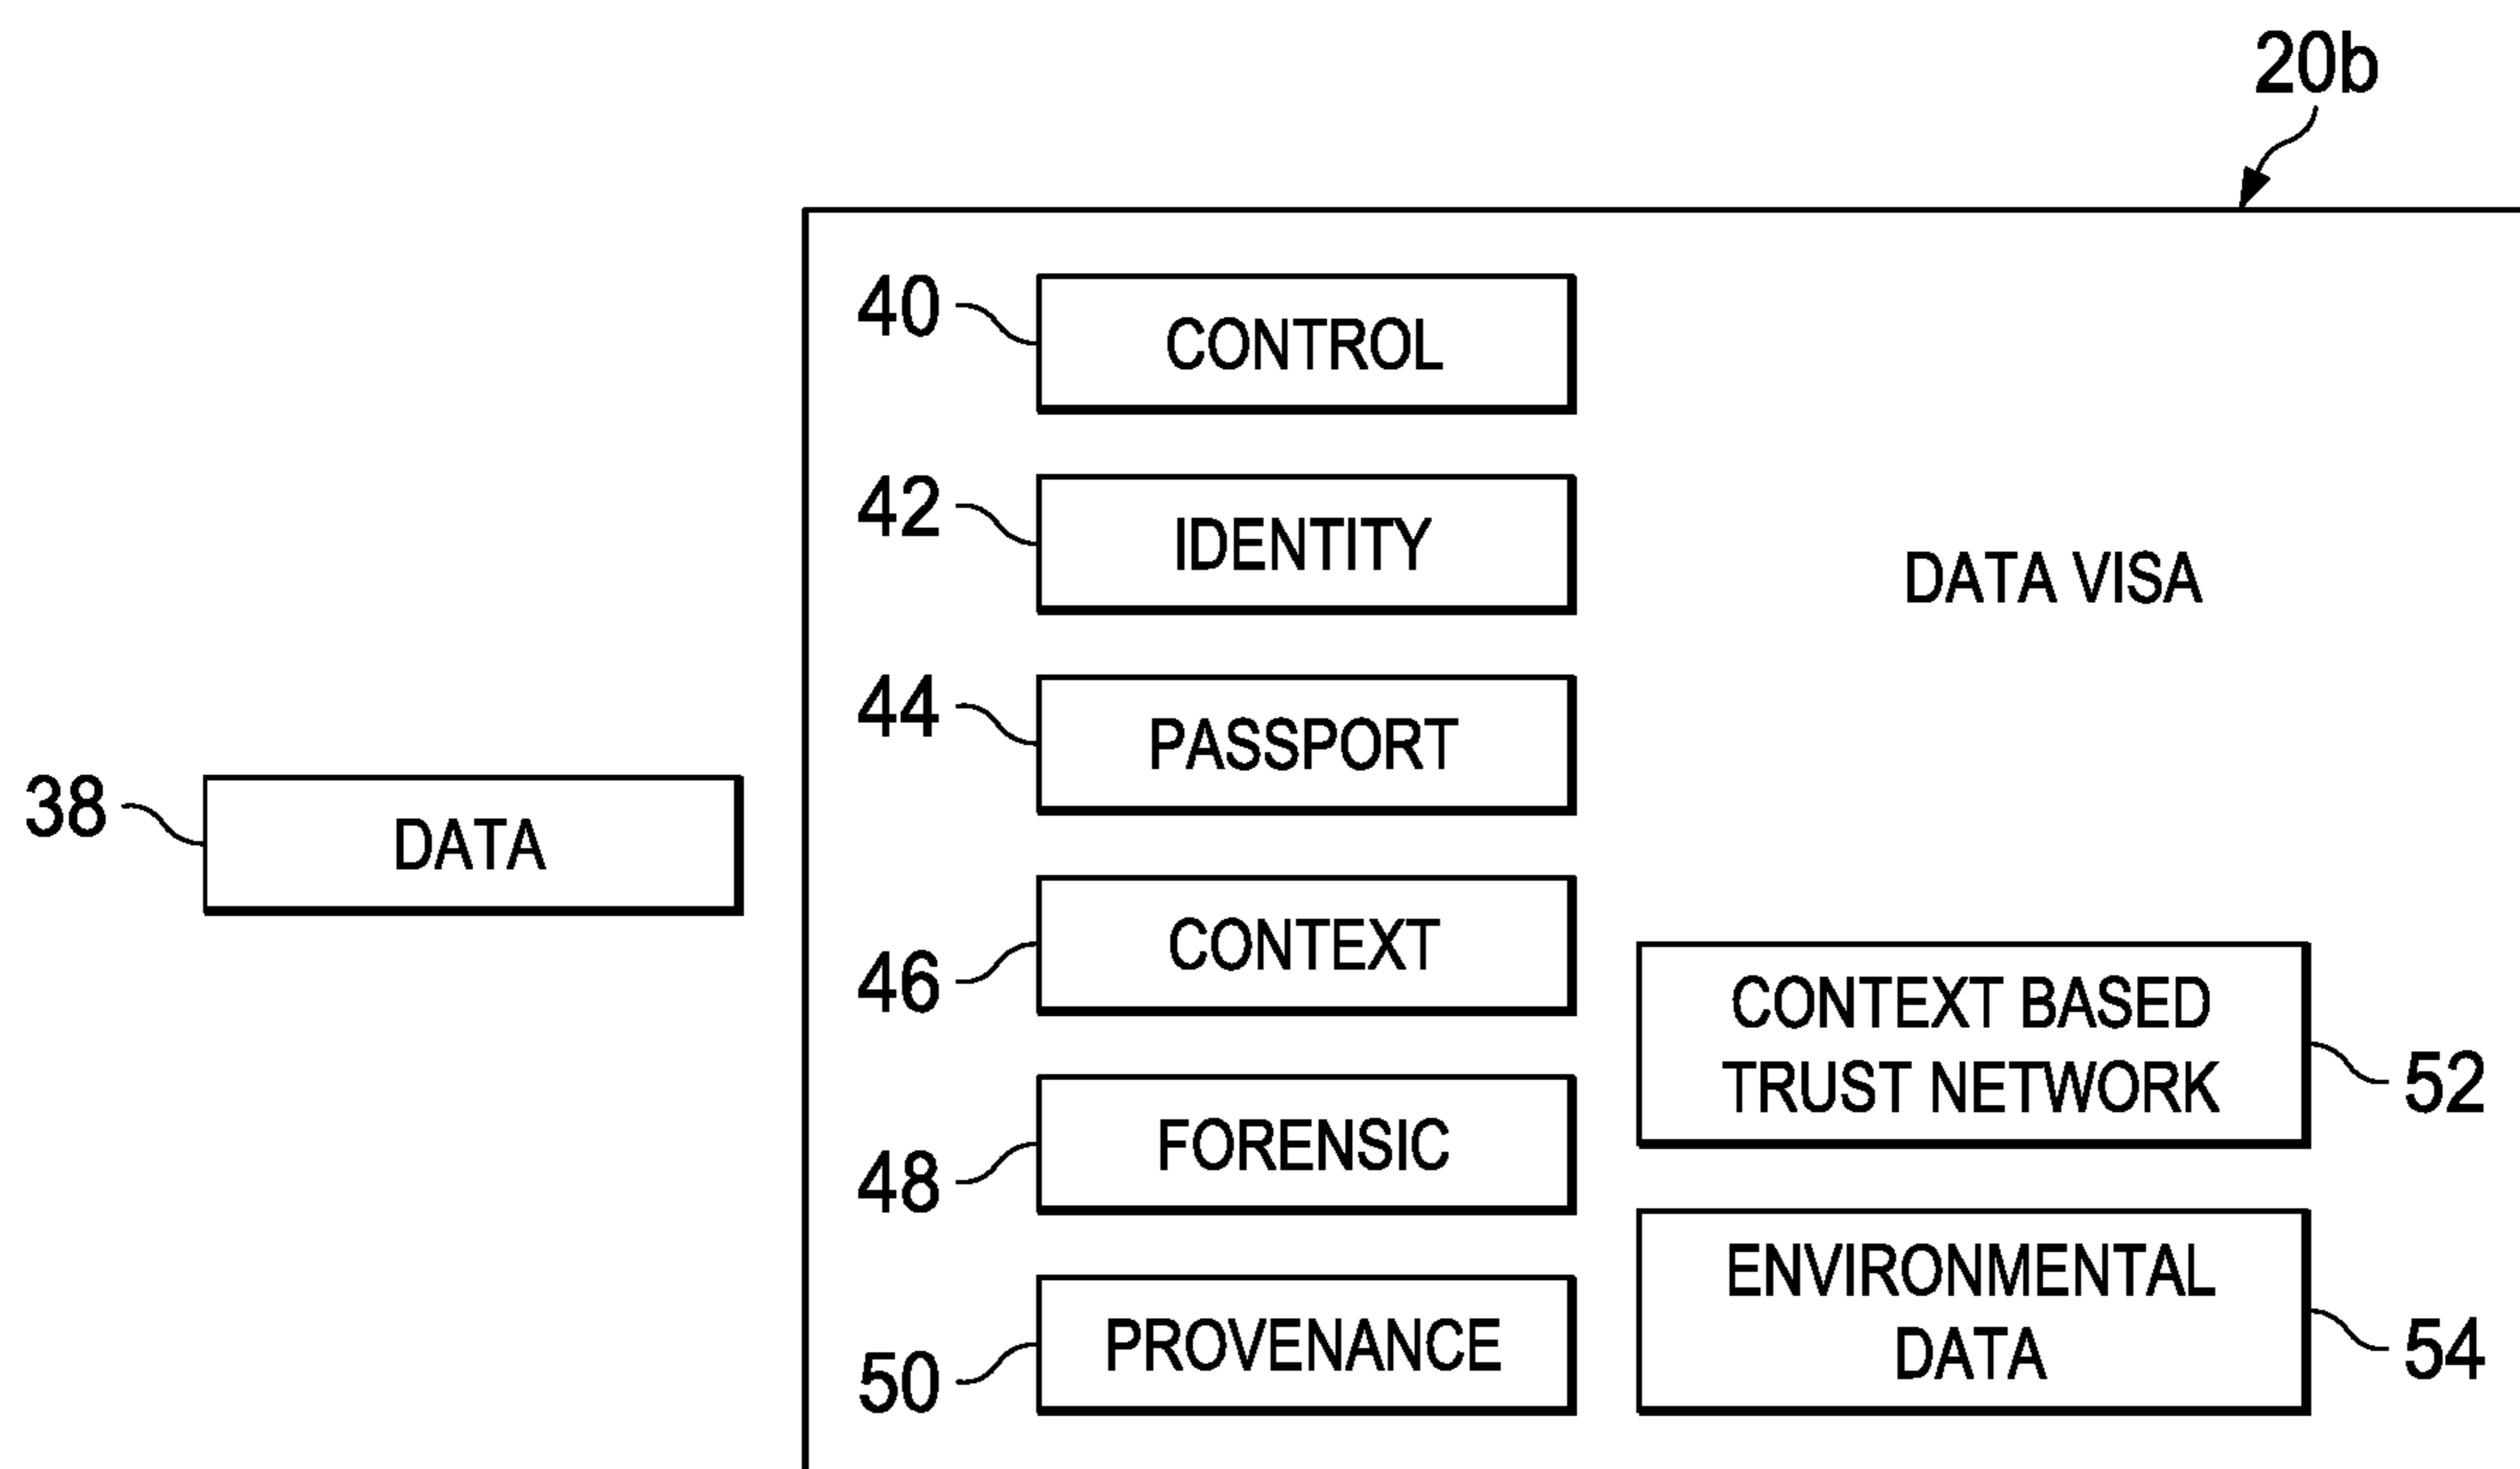 20b
40
CONTROL
42
IDENTITY
DATA VISA
44
PASSPORT
38
DATA
46
CONTEXT
CONTEXT BASED
TRUST NETWORK
52
48
FORENSIC
ENVIRONMENTAL
DATA
54
50
PROVENANCE